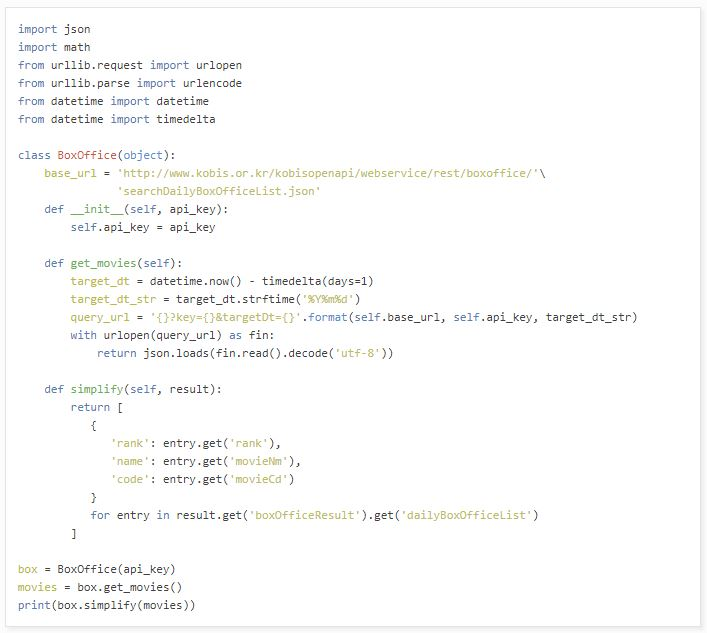 import json
import math
from urllib.request import urlopen
from urllib.parse import urlencode
from datetime import datetime
from datetime import timedelta

class BoxOffice(object):
    base_url = 'http://www.kobis.or.kr/kobisopenapi/webservice/rest/boxoffice/'\
               'searchDailyBoxOfficeList.json'
    def __init__(self, api_key):
        self.api_key = api_key

    def get_movies(self):
        target_dt = datetime.now() - timedelta(days=1)
        target_dt_str = target_dt.strftime('%Y%m%d')
        query_url = '{}?key={}&targetDt={}'.format(self.base_url, self.api_key, target_dt_str)
        with urlopen(query_url) as fin:
            return json.loads(fin.read().decode('utf-8'))

    def simplify(self, result):
        return [
           {
              'rank': entry.get('rank'),
              'name': entry.get('movieNm'),
              'code': entry.get('movieCd')
           }
           for entry in result.get('boxOfficeResult').get('dailyBoxOfficeList')
        ]

box = BoxOffice(api_key)
movies = box.get_movies()
print(box.simplify(movies))